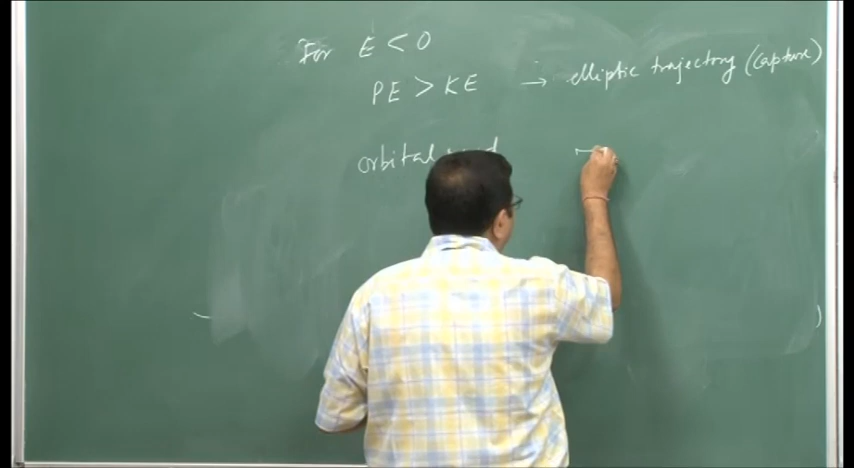 For E < 0
PE > KE → elliptic trajectory (capture)
orbital